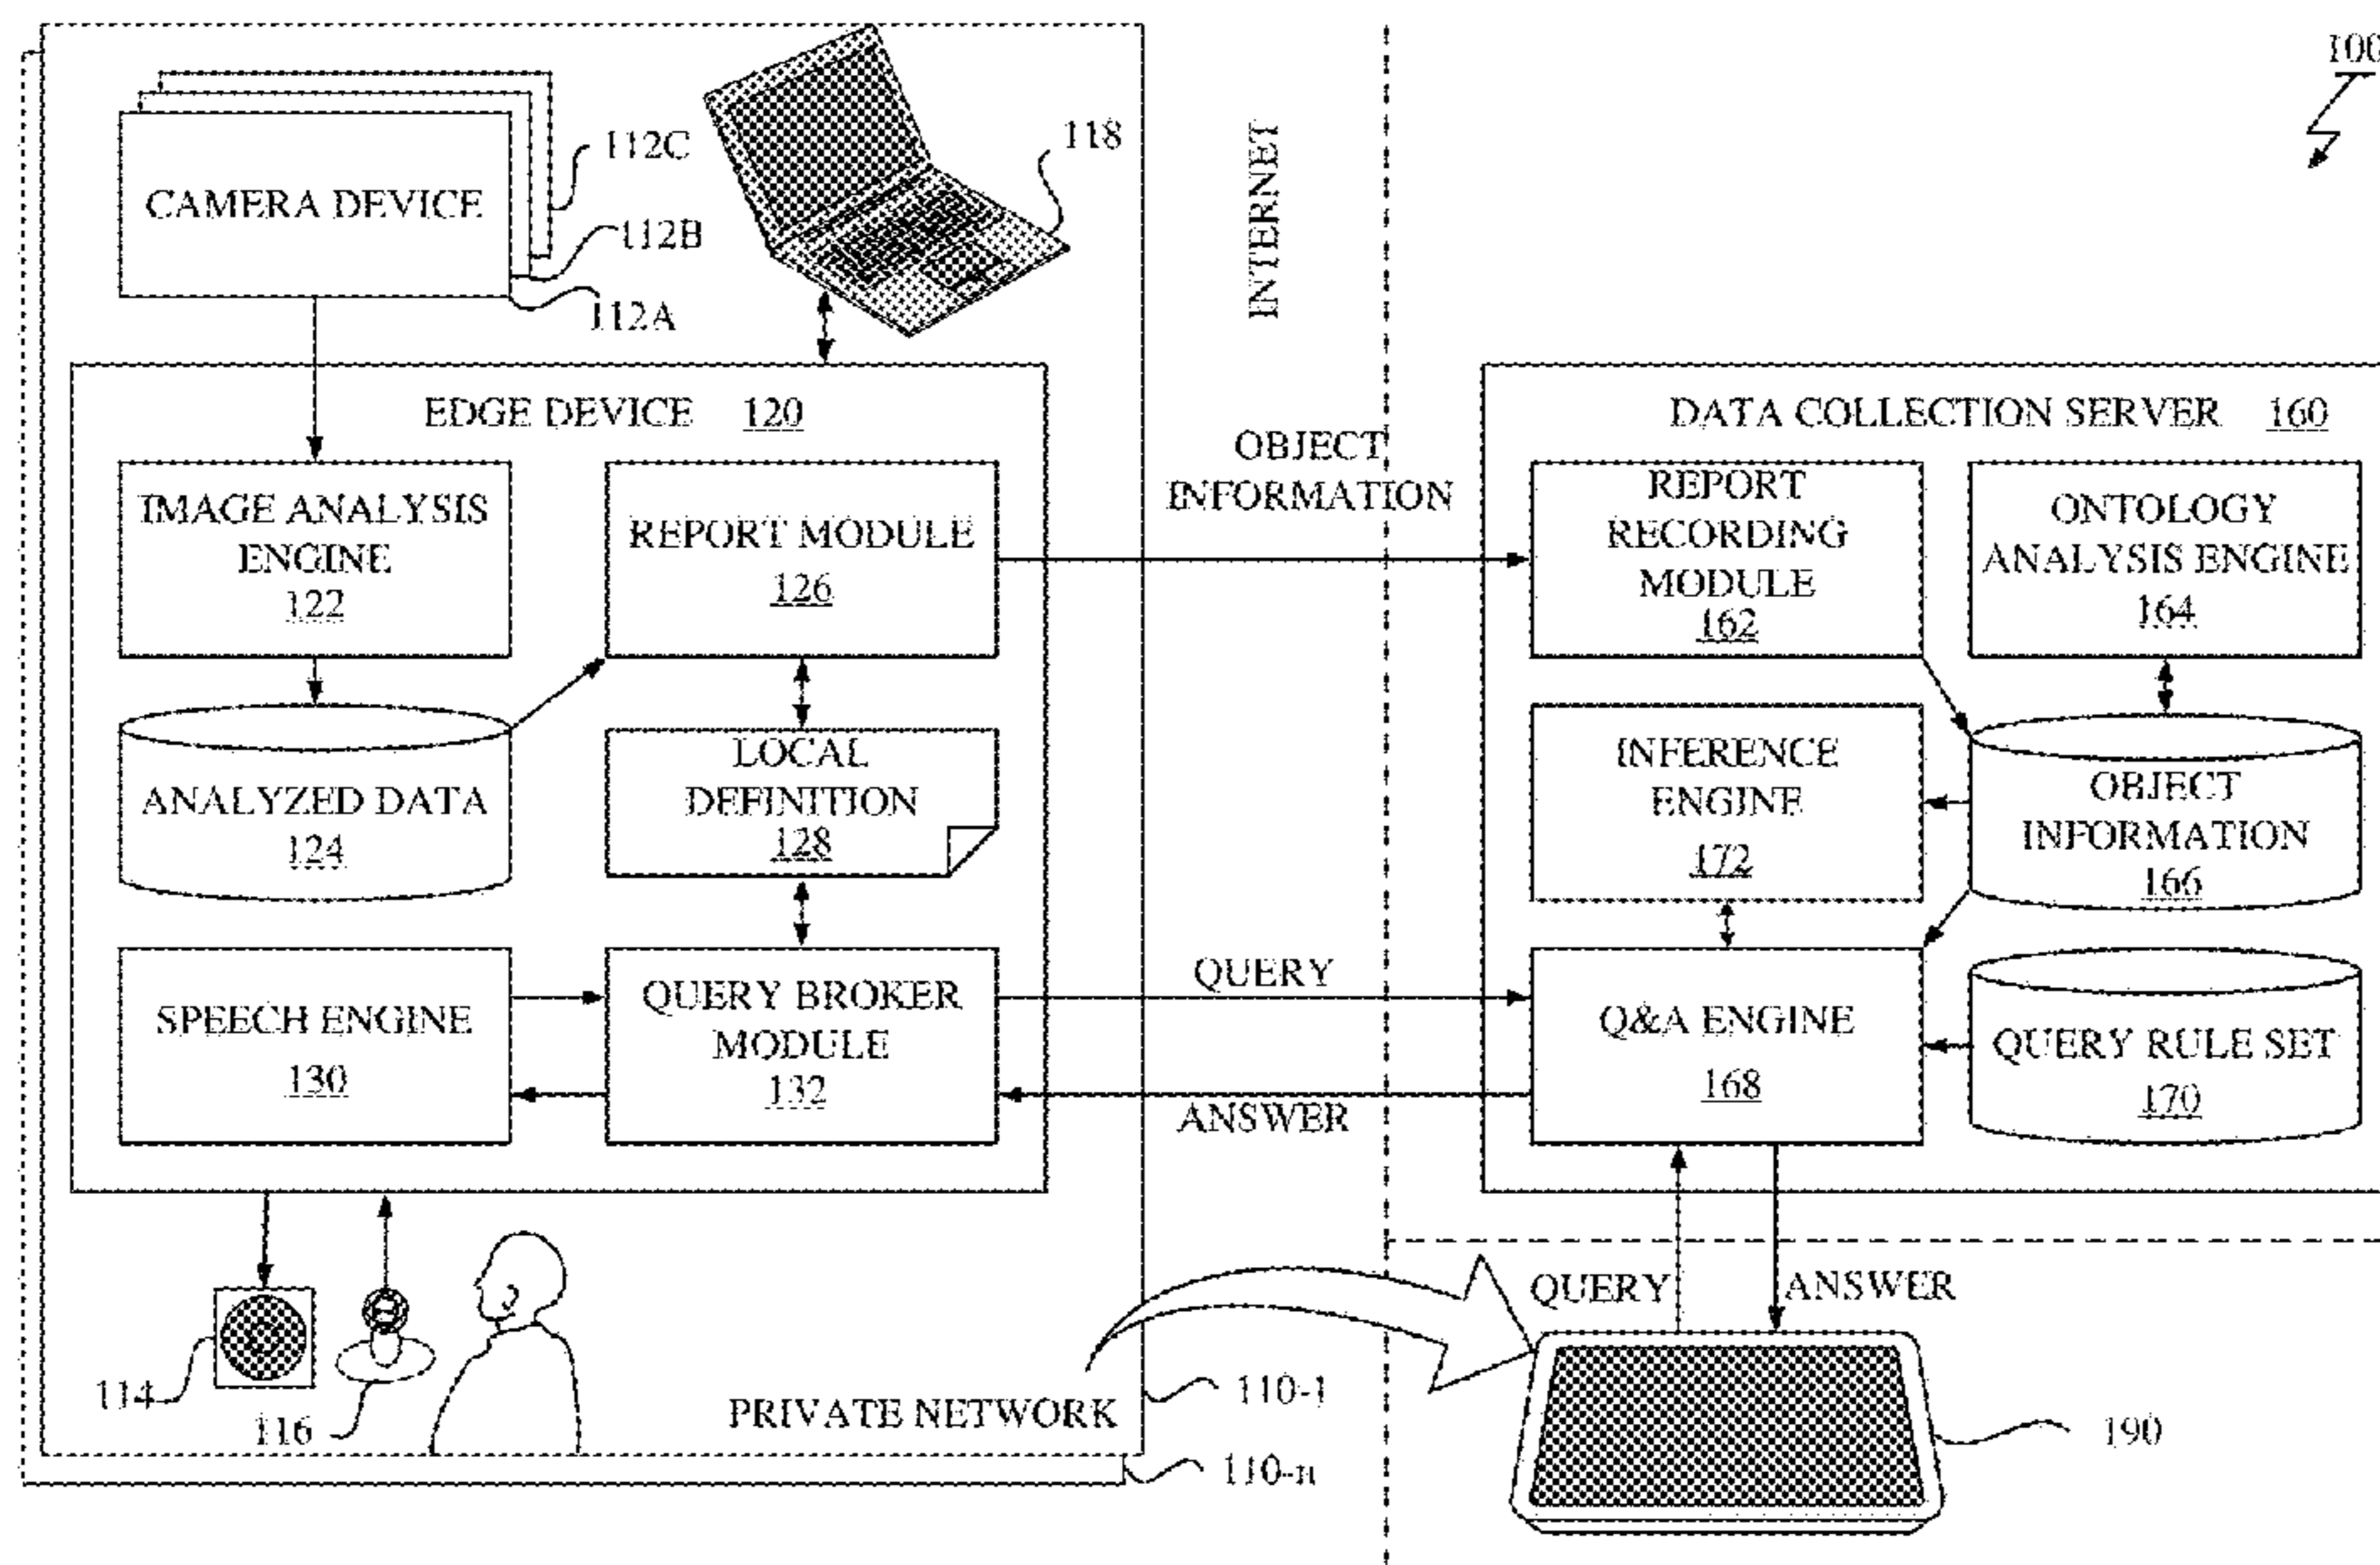 100
CAMERA DEVICE
112C
112B
112A
118
INTERNET
EDGE DEVICE 120
IMAGE ANALYSIS
ENGINE
122
REPORT MODULE
126
ANALYZED DATA
124
LOCAL
DEFINITION
128
SPEECH ENGINE
130
QUERY BROKER
MODULE
132
OBJECT
INFORMATION
QUERY
ANSWER
DATA COLLECTION SERVER 160
REPORT
RECORDING
MODULE
162
ONTOLOGY
ANALYSIS ENGINE
164
INFERENCE
ENGINE
172
OBJECT
INFORMATION
166
Q&A ENGINE
168
QUERY RULE SET
170
114
116
PRIVATE NETWORK
110-1
110-n
QUERY
ANSWER
190